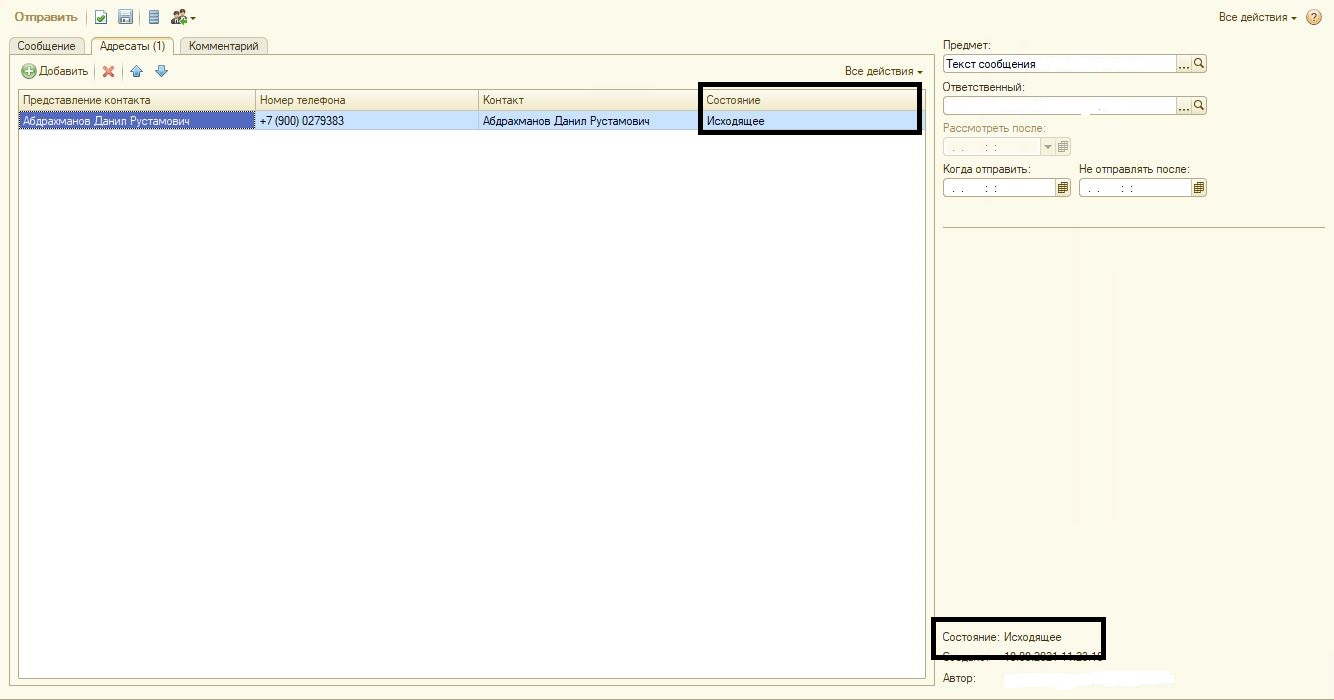 Отправить
Все действия
Сообщение
Адресаты (1)
Комментарий
Добавить
Все действия
Представление контакта
Номер телефона
Контакт
Состояние
Абдрахманов Данил Рустамович
+7 (900) 0279383
Абдрахманов Данил Рустамович
Исходящее
Предмет:
Текст сообщения
...
Ответственный:
...
Рассмотреть после:
. . : :
Когда отправить:
Не отправлять после:
. . : :
. . : :
Состояние: Исходящее
Автор: